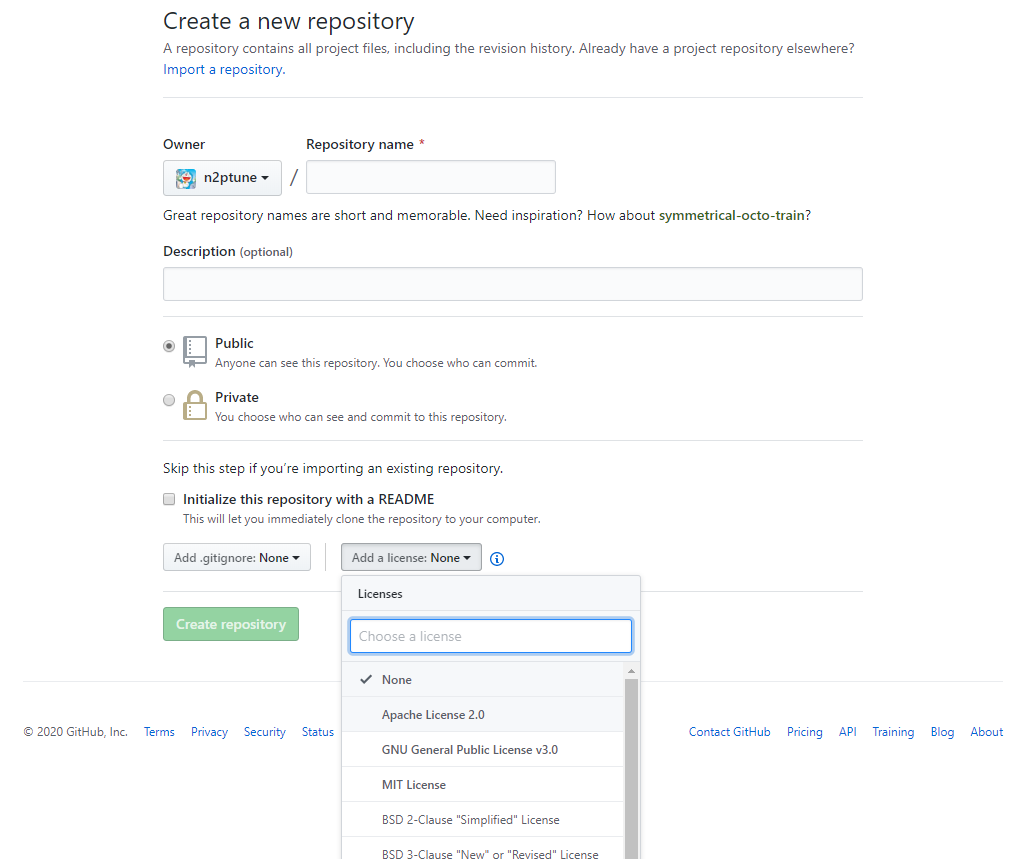 Create a new repository
A repository contains all project files, including the revision history. Already have a project repository elsewhere?
Import a repository.
Owner
Repository name *
n2ptune
/
Great repository names are short and memorable. Need inspiration? How about symmetrical-octo-train?
Description (optional)
Public
Anyone can see this repository. You choose who can commit.
Private
You choose who can see and commit to this repository.
Skip this step if you’re importing an existing repository.
Initialize this repository with a README
This will let you immediately clone the repository to your computer.
Add .gitignore: None
Add a license: None
Licenses
Create repository
Choose a license
None
Apache License 2.0
GNU General Public License v3.0
MIT License
BSD 2-Clause "Simplified" License
BSD 3-Clause "New" or "Revised" License
© 2020 GitHub, Inc. Terms Privacy Security Status
Contact GitHub Pricing API Training Blog About